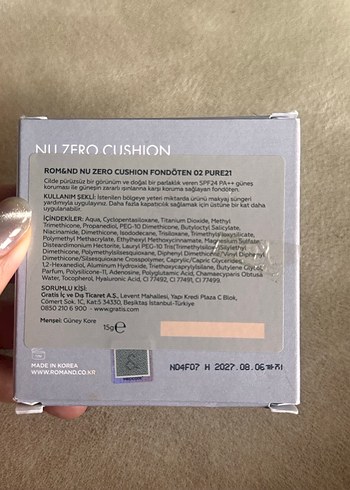 NU ZERO CUSHION
ROM&ND NU ZERO CUSHION FONDÖTEN 02 PURE21
Cilde pürüzsüz bir görünüm ve doğal bir parlaklık veren SPF24 PA++ güneş
koruması ile güneşin zararlı ışınlarına karşı koruma sağlayan fondöten.
KULLANIM ŞEKLİ: İstenilen bölgeye yeten miktarda ürünü makyaj süngeri
yardımıyla uygulayınız. Daha fazla kapatıcılık sağlamak için üstüne bir kat daha
uygulanabilir.
İÇİNDEKİLER: Aqua, Cyclopentasiloxane, Titanium Dioxide, Methyl
Trimethicone, Propanediol, PEG-10 Dimethicone, Butyloctyl Salicylate,
Niacinamide, Dimethicone, Isododecane, Trisiloxane, Trimethylsiloxysilicate,
Polymethyl Methacrylate, Ethylhexyl Methoxycinnamate, Magnesium Sulfate,
Disteardimonium Hectorite, Lauryl PEG-10 Tris(Trimethylsiloxy)silylethyl
Dimethicone, Polypropylsilsesquioxane, Diphenyl Dimethicone/Vinyl Diphenyl
Dimethicone/Silsesquioxane Crosspolymer, Caprylic/Capric Glycerides,
1,2-Hexanediol, Aluminum Hydroxide, Triethoxycaprylylsilane, Butylene Glycol,
Parfum, Polysilicone-11, Adenosine, Polyglutamic Acid, Chamaecyparis Obtusa
Water, Tocopherol, Hyaluronic Acid, CI 77492, CI 77491, CI 77499.
SORUMLU KİŞİ:
Gratis İç ve Dış Ticaret A.Ş., Levent Mahallesi, Yapı Kredi Plaza C Blok,
Cömert Sok. 1C, Kat:5 34330, Beşiktaş İstanbul-Türkiye
0850 210 6 900 - www.gratis.com
Menşei: Güney Kore
15g e
MADE IN KOREA
WWW.ROMAND.CO.KR
&
N04F07 H 2027.08.06까지